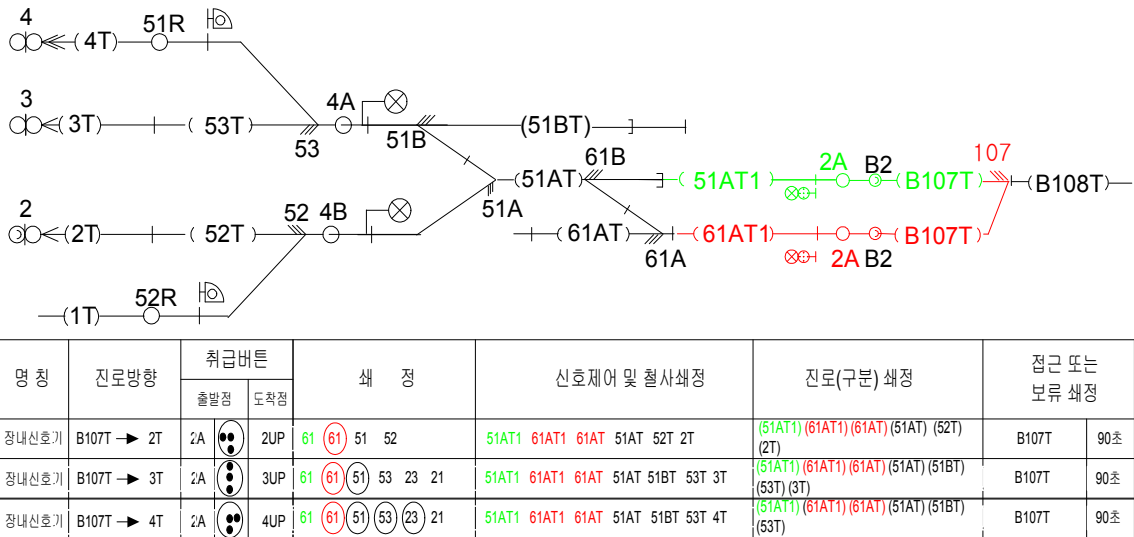 4 51R
4T
3 4A
3T 53T 53 51B (51BT)
61B 2A B2 107
(51AT) 51AT1 B107T (B108T)
51A
2 52 4B
(2T) 52T (61AT) (61AT1) B107T
61A 2A B2
52R
(1T)
명 칭 진로방향 취급버튼 쇄 정 신호제어 및 철사쇄정 진로(구분) 쇄정 접근 또는 보류 쇄정
출발점 도착점
장내신호기 B107T → 2T 2A 2UP 61 61 51 52 51AT1 61AT1 61AT 51AT 52T 2T (51AT1) (61AT1) (61AT) (51AT) (52T) B107T 90초
(2T)
장내신호기 B107T → 3T 2A 3UP 61 61 51 53 23 21 51AT1 61AT1 61AT 51AT 51BT 53T 3T (51AT1) (61AT1) (61AT) (51AT) (51BT) B107T 90초
(53T) (3T)
장내신호기 B107T → 4T 2A 4UP 61 61 51 53 23 21 51AT1 61AT1 61AT 51AT 51BT 53T 4T (51AT1) (61AT1) (61AT) (51AT) (51BT) B107T 90초
(53T)